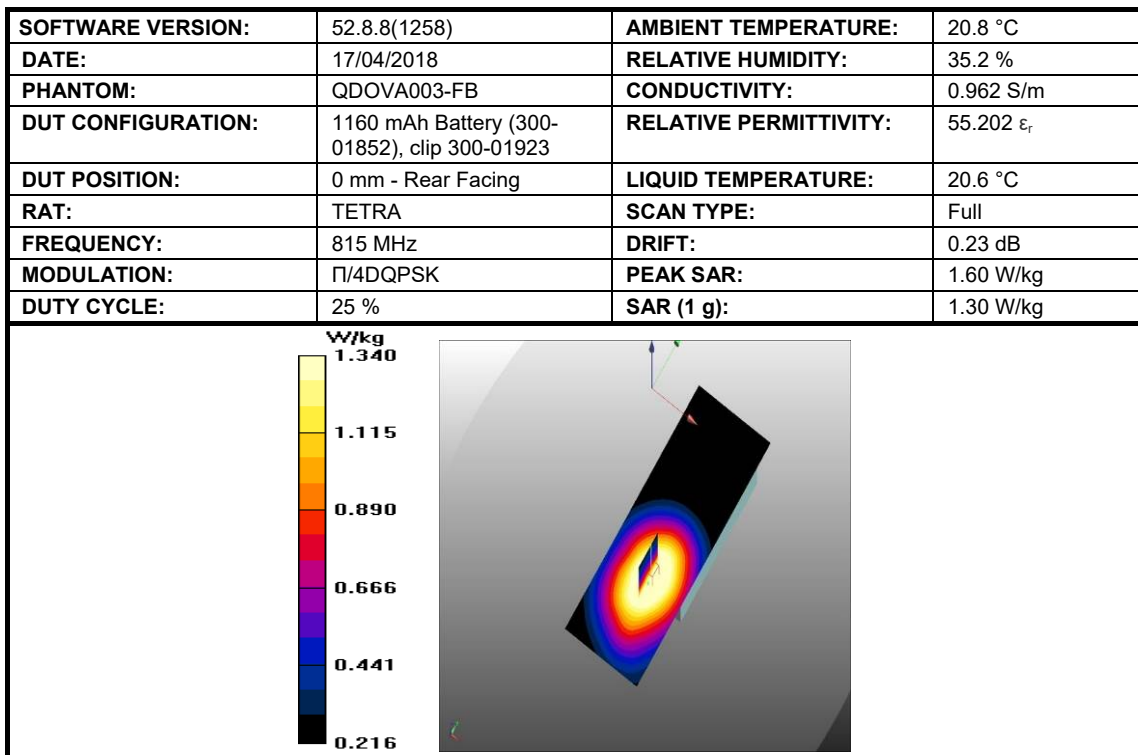 SOFTWARE VERSION: 52.8.8(1258) AMBIENT TEMPERATURE: 20.8 °C
DATE: 17/04/2018 RELATIVE HUMIDITY: 35.2 %
PHANTOM: QDOVA003-FB CONDUCTIVITY: 0.962 S/m
DUT CONFIGURATION: 1160 mAh Battery (300- RELATIVE PERMITTIVITY: 55.202 εr
01852), clip 300-01923
DUT POSITION: 0 mm - Rear Facing LIQUID TEMPERATURE: 20.6 °C
RAT: TETRA SCAN TYPE: Full
FREQUENCY: 815 MHz DRIFT: 0.23 dB
MODULATION: Π/4DQPSK PEAK SAR: 1.60 W/kg
DUTY CYCLE: 25 % SAR (1 g): 1.30 W/kg
W/kg
1.340
1.115
0.890
0.666
0.441
0.216